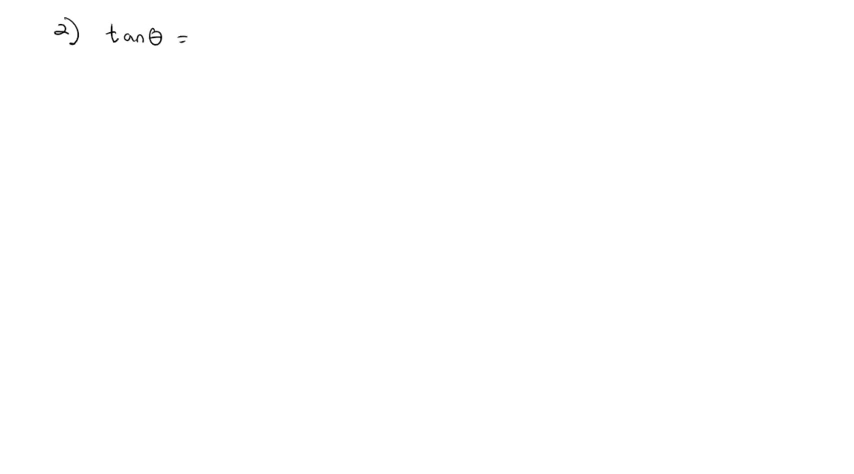 2) tanθ =